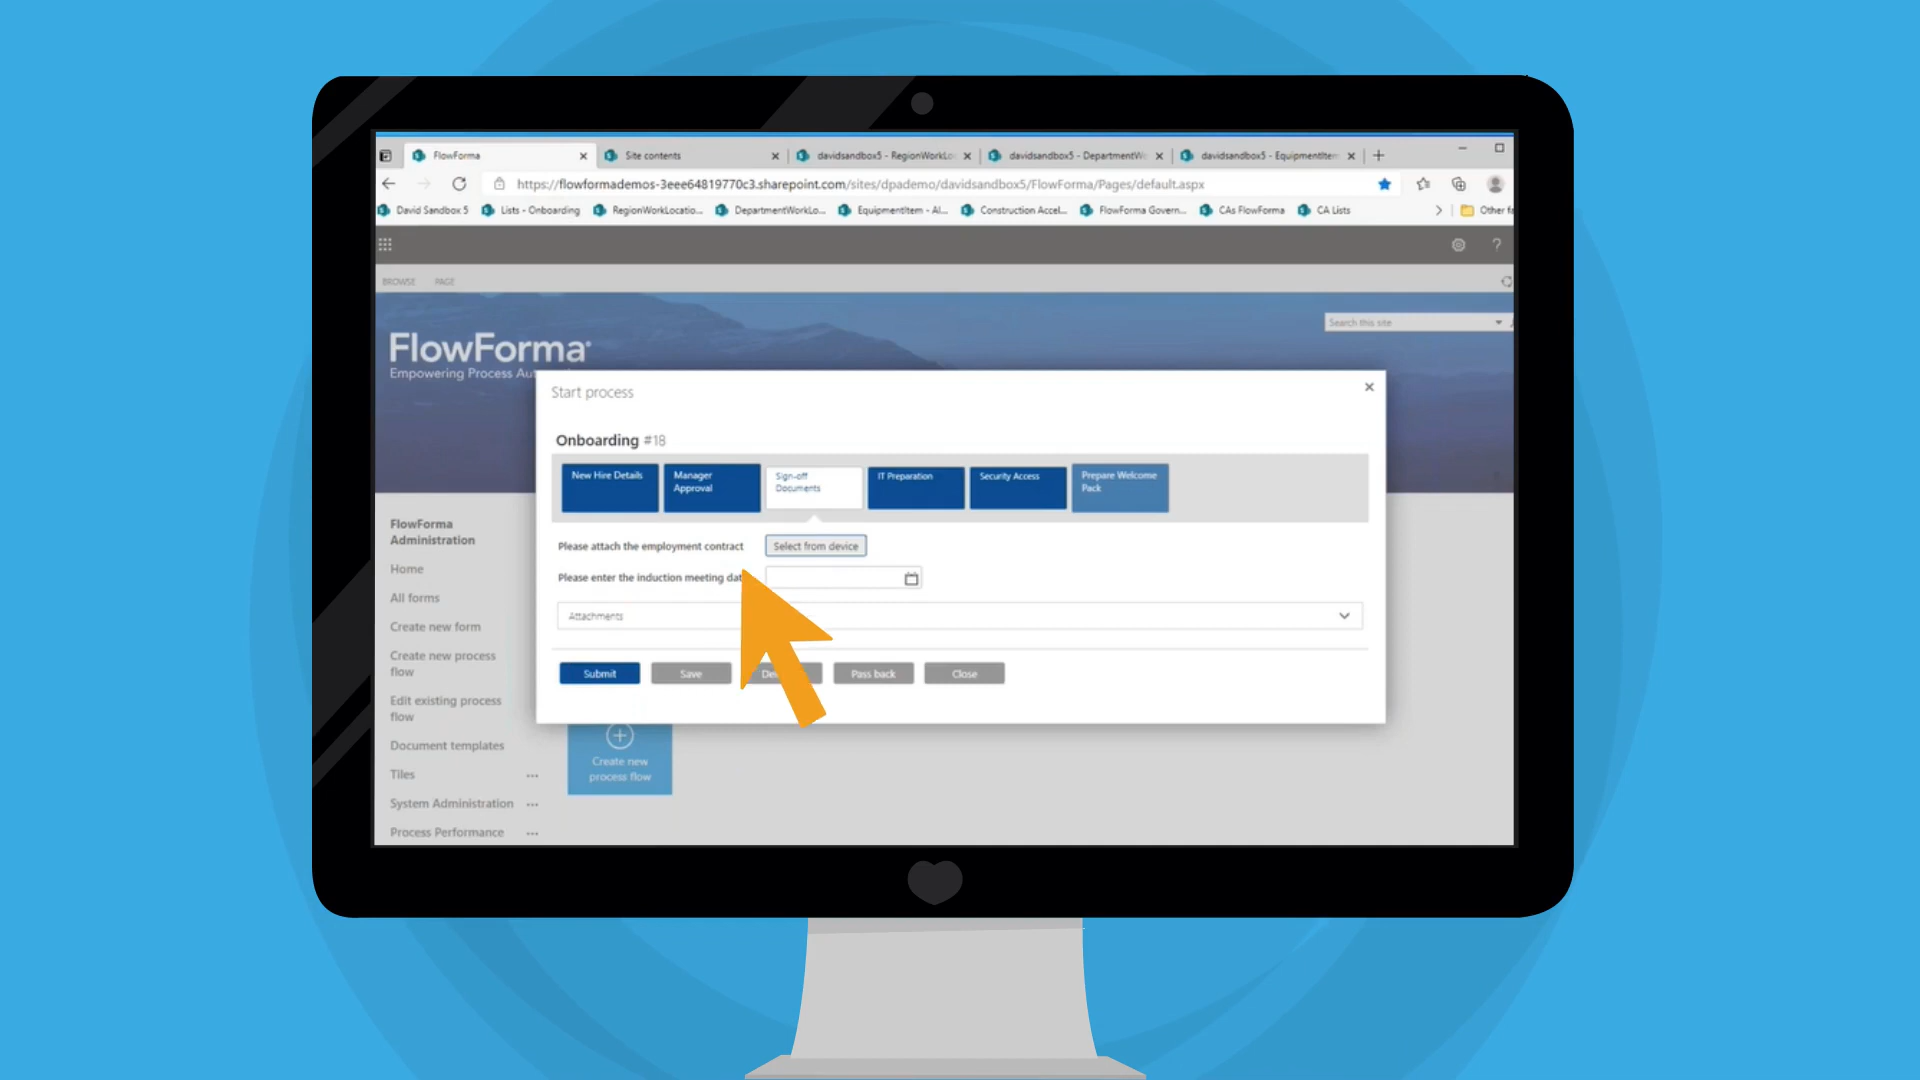 FlowForma
Site contents
davidsandbox5 - RegionWorkLo
davidsandbox5 - DepartmentW
davidsandbox5 - EquipmentItem
https://flowformademos-3eee64819770c3.sharepoint.com/sites/dpademo/davidsandbox5/FlowForma/Pages/default.aspx
David Sandbox 5
Lists - Onboarding
RegionWorkLocatio...
DepartmentWorkLo...
EquipmentItem - Al...
Construction Accel...
FlowForma Govern...
CAs FlowForma
CA Lists
Other fa
?
BROWSE
PAGE
Search this site
FlowForma
Empowering Process Au
Start process
Onboarding #18
New Hire Details
Manager
Approval
Sign-off
Documents
IT Preparation
Security Access
Prepare Welcome
Pack
Please attach the employment contract
Select from device
Please enter the induction meeting dat
Attachments
Submit
Save
De
Pass back
Close
FlowForma
Administration
Home
All forms
Create new form
Create new process
flow
Edit existing process
flow
Document templates
Tiles
System Administration
Process Performance
Create new
process flow